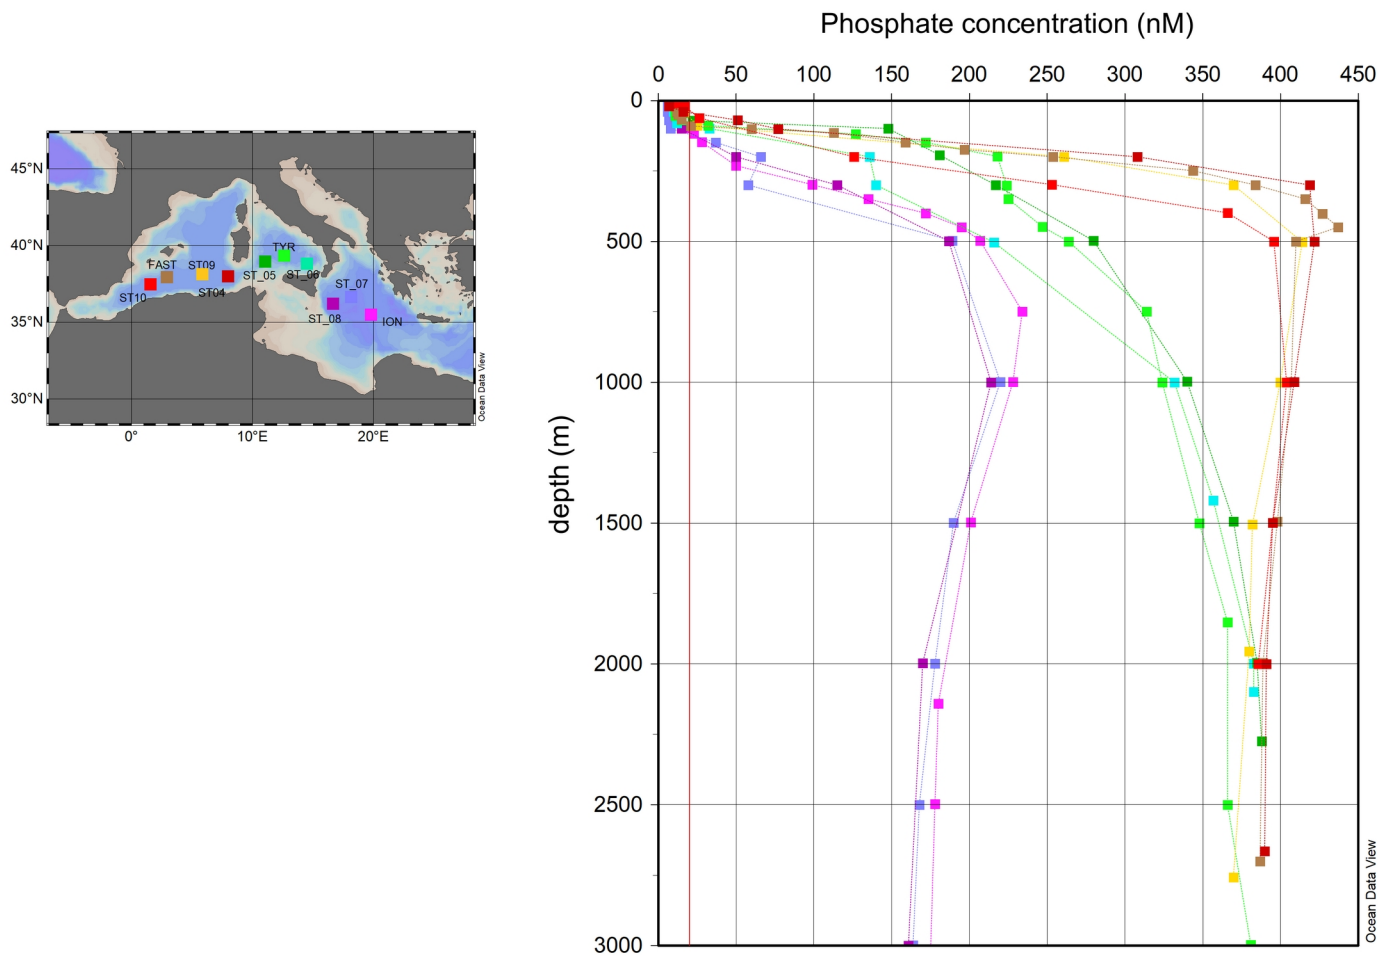 Phosphate concentration (nM)
0 50 100 150 200 250 300 350 400 450
0
500
1000
1500
2000
2500
3000
depth (m)
Ocean Data View
45°N
40°N
35°N
30°N
0° 10°E 20°E
TYR
FAST ST09 ST_05 ST_06
ST10 ST04 ST_07
ST_08 ION
Ocean Data View